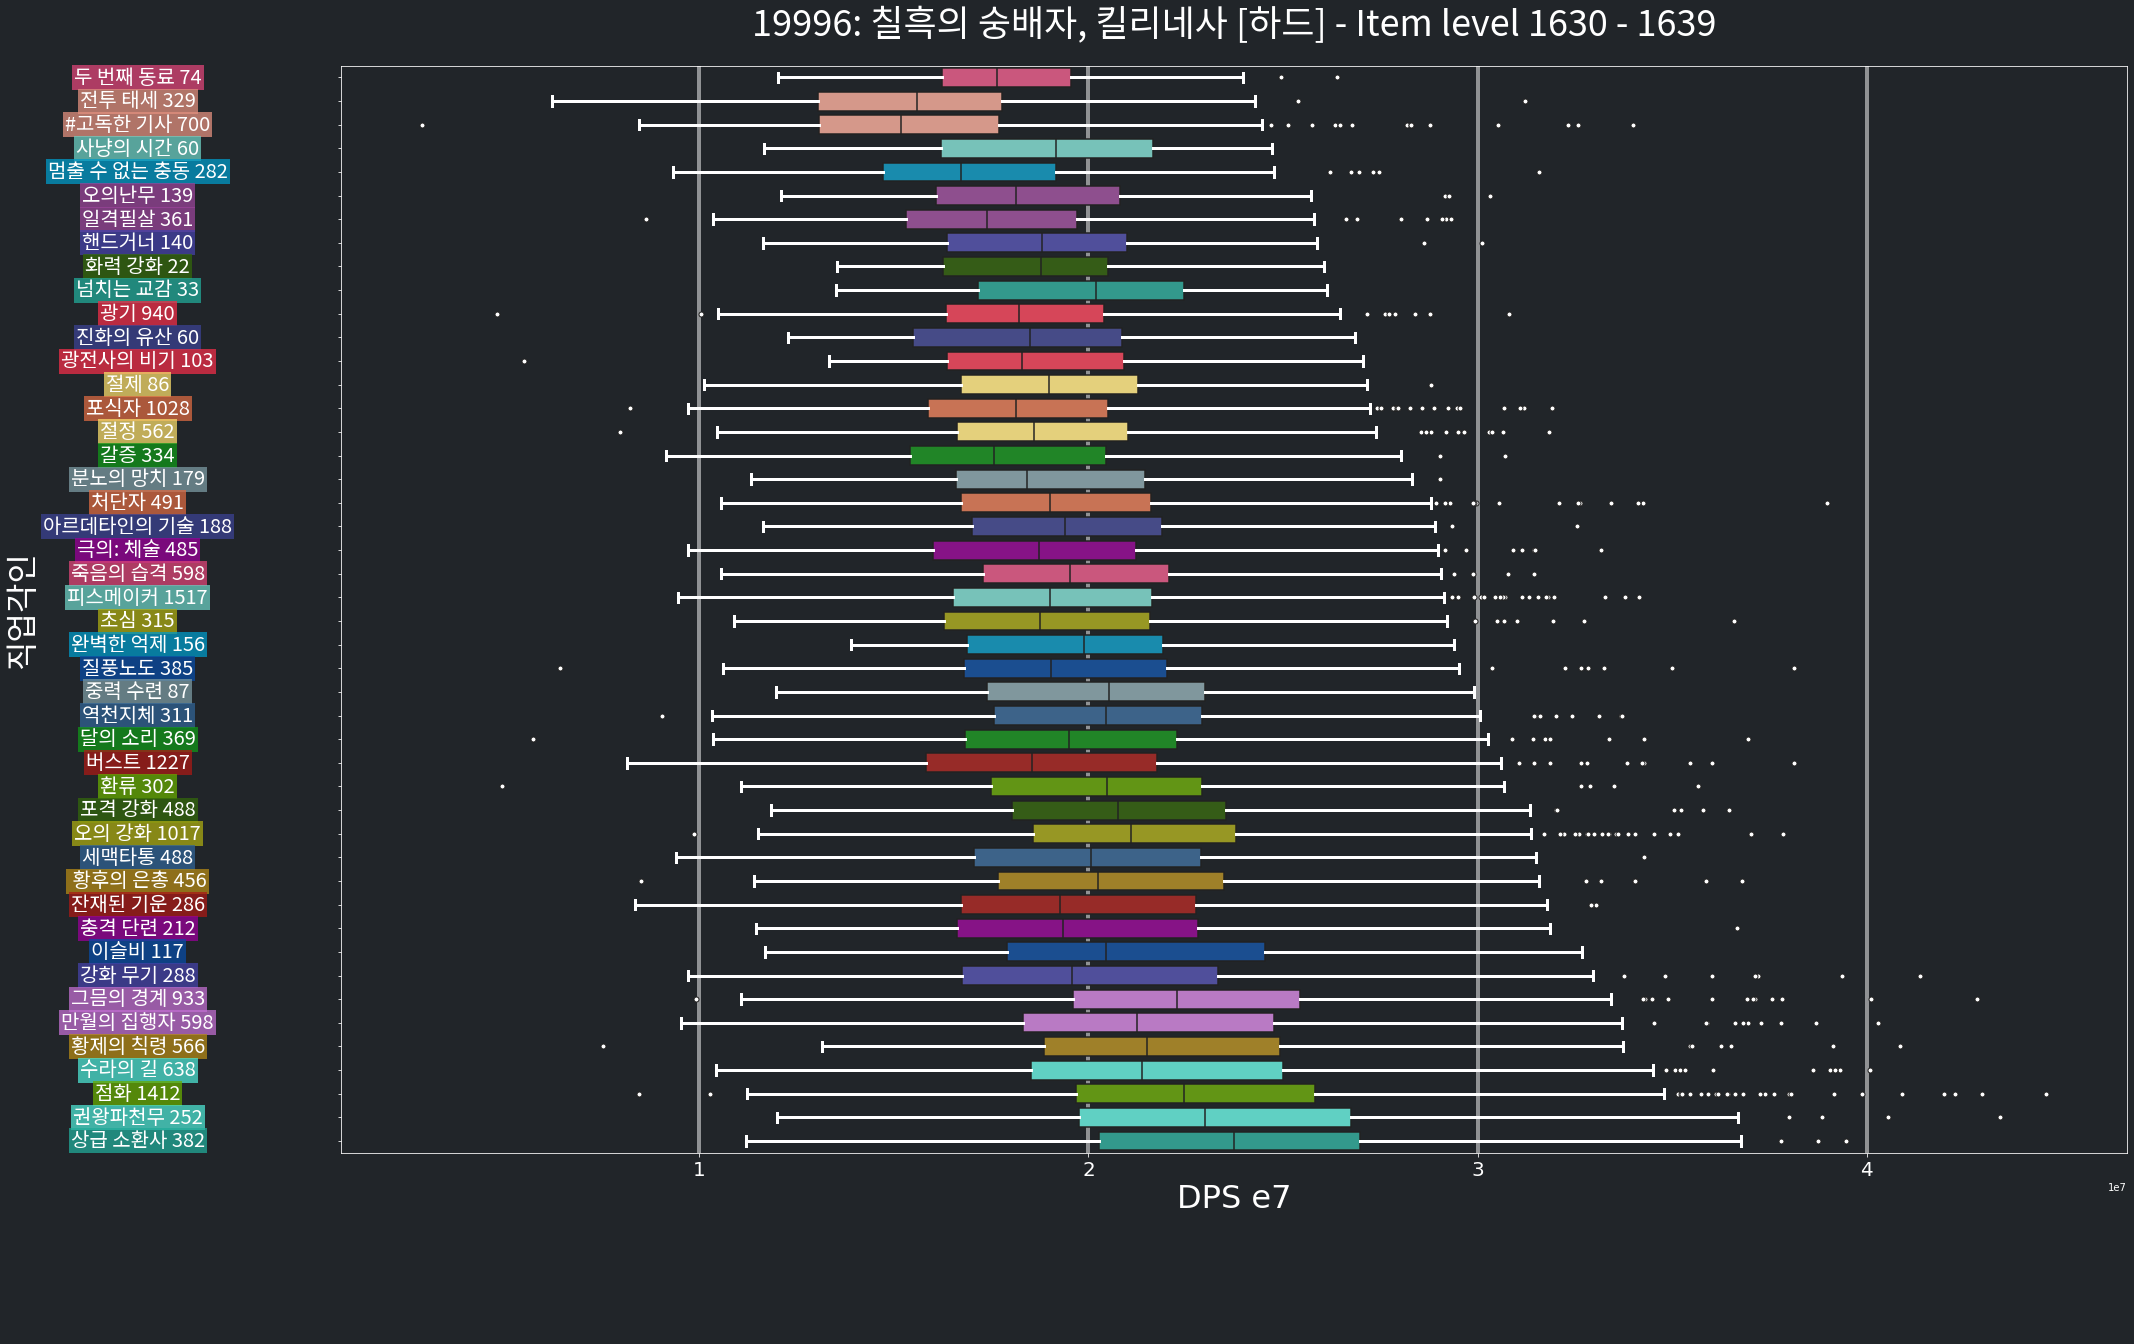 19996: 칠흑의 숭배자, 킬리네사 [하드] - Item level 1630 - 1639
두 번째 동료 74
전투 태세 329
#고독한 기사 700
사냥의 시간 60
멈출 수 없는 충동 282
오의난무 139
일격필살 361
핸드거너 140
화력 강화 22
넘치는 교감 33
광기 940
진화의 유산 60
광전사의 비기 103
절제 86
포식자 1028
절정 562
갈증 334
분노의 망치 179
처단자 491
아르데타인의 기술 188
극의: 체술 485
죽음의 습격 598
피스메이커 1517
초심 315
완벽한 억제 156
질풍노도 385
중력 수련 87
역천지체 311
달의 소리 369
버스트 1227
환류 302
포격 강화 488
오의 강화 1017
세맥타통 488
황후의 은총 456
잔재된 기운 286
충격 단련 212
이슬비 117
강화 무기 288
그믐의 경계 933
만월의 집행자 598
황제의 칙령 566
수라의 길 638
점화 1412
권왕파천무 252
상급 소환사 382
직업각인
1 2 3 4
DPS e7
1e7